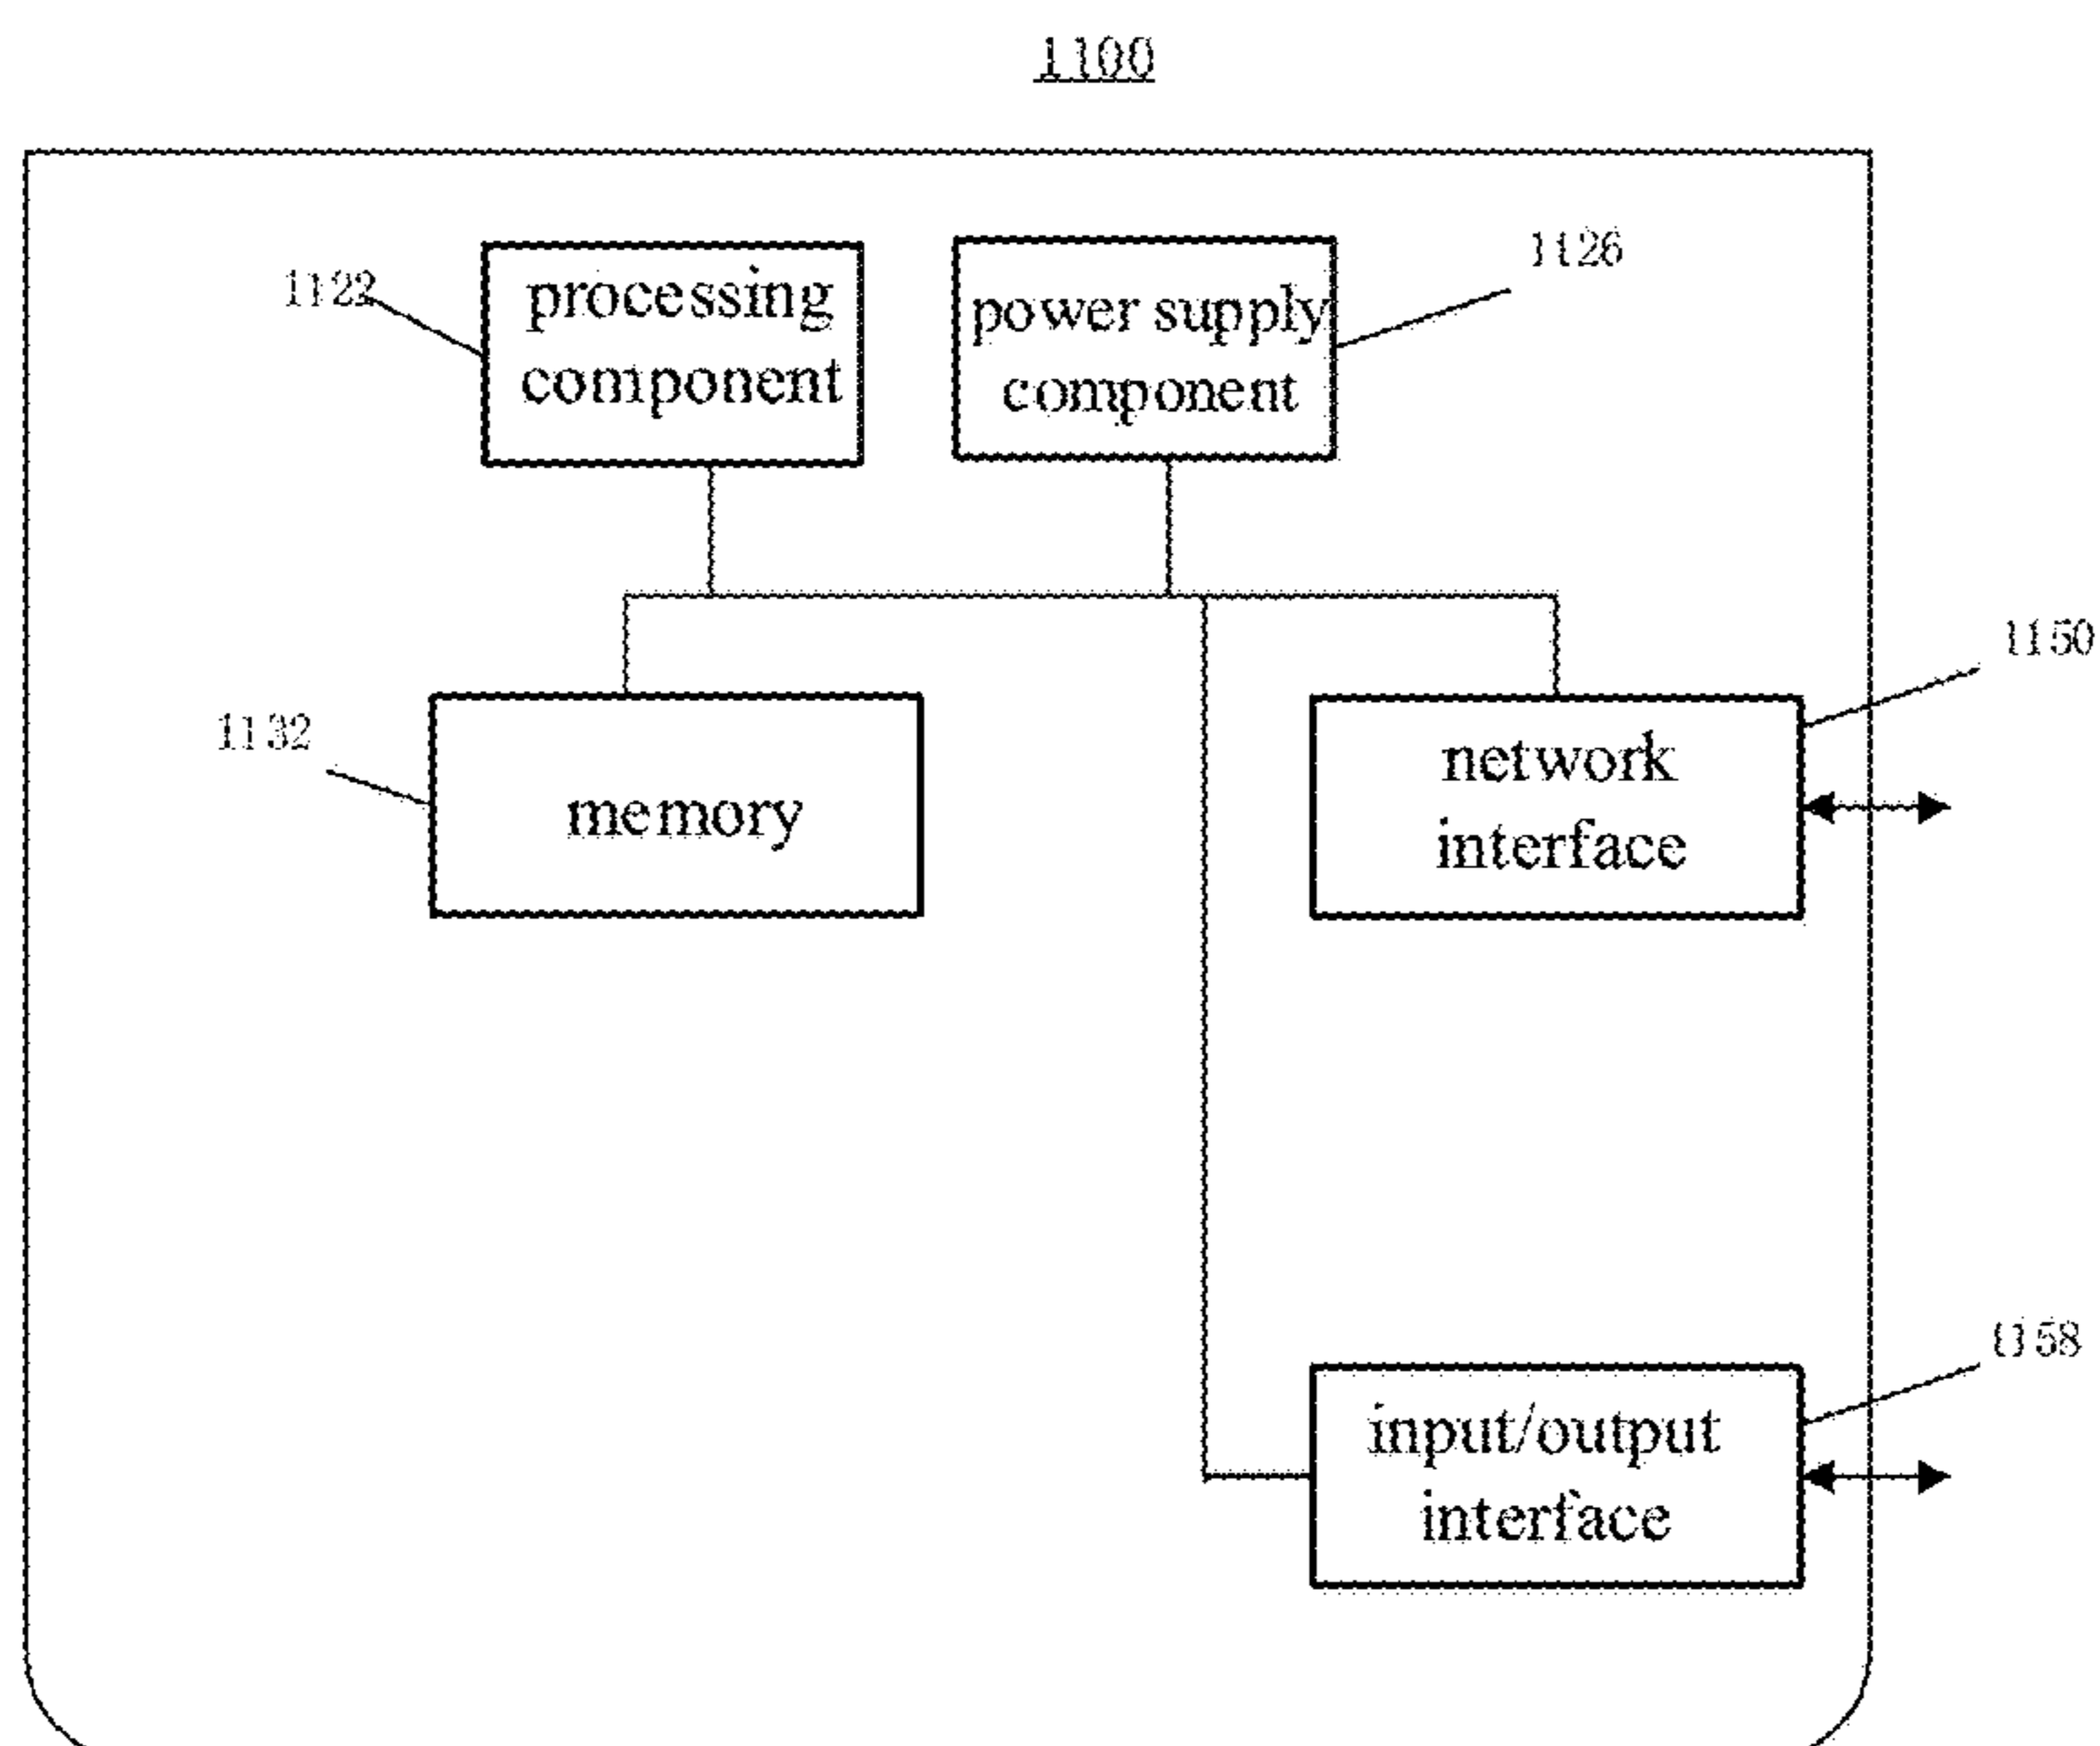 1100
1122
processing
component
power supply
component
1126
1132
memory
network
interface
1150
input/output
interface
1158